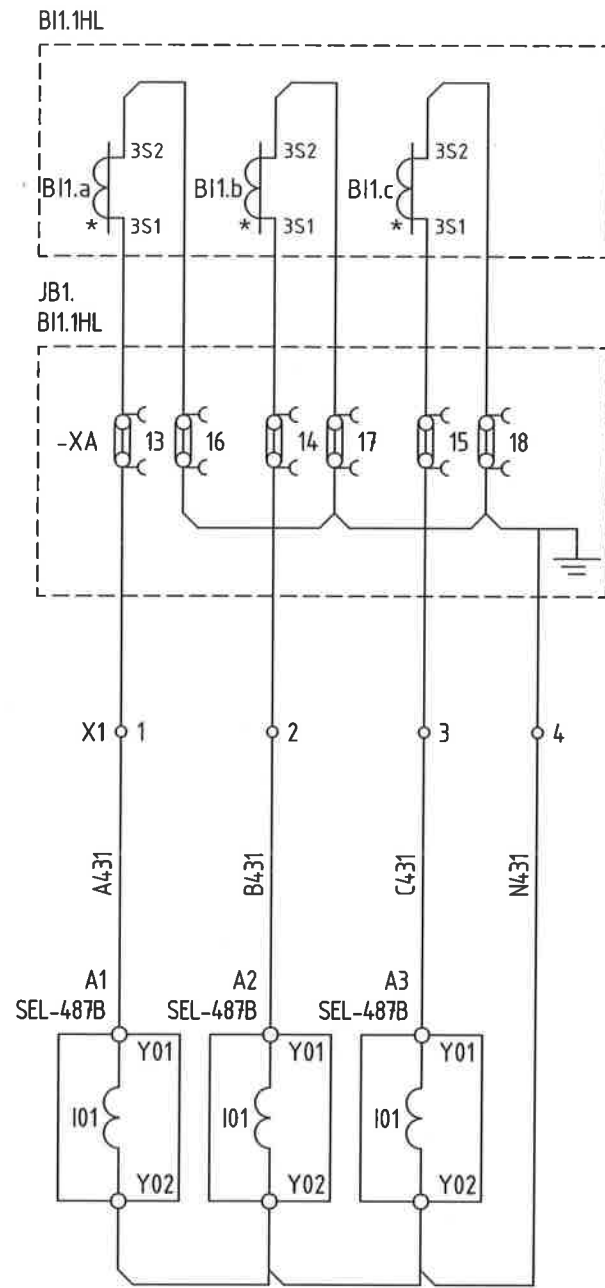 BI1.1HL
3S2 3S2 3S2
BI1.a BI1.b BI1.c
* 3S1 * 3S1 * 3S1
JB1.
BI1.1HL
-XA 13 16 14 17 15 18
X1 1 2 3 4
A431 B431 C431 N431
A1 A2 A3
SEL-487B SEL-487B SEL-487B
Y01 Y01 Y01
I01 I01 I01
Y02 Y02 Y02